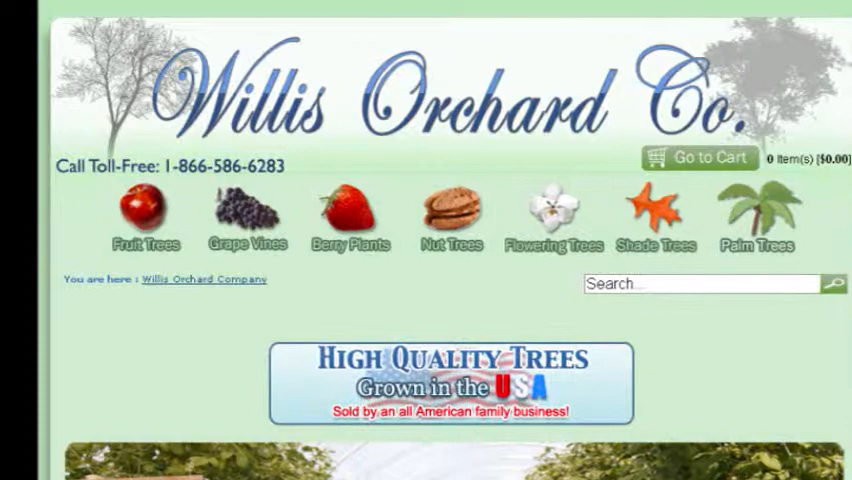 Willis Orchard Co.
Call Toll-Free: 1-866-586-6283
Go to Cart
0 Item(s) [$0.00]
Fruit Trees
Grape Vines
Berry Plants
Nut Trees
Flowering Trees
Shade Trees
Palm Trees
You are here : Willis Orchard Company
Search...
HIGH QUALITY TREES
Grown in the USA
Sold by an all American family business!